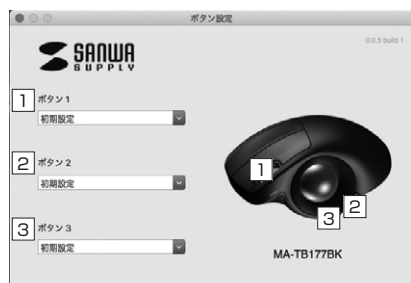 ボタン設定
0.0.5 build 1
SANWA
SUPPLY
1
ボタン 1
初期設定
2
ボタン 2
初期設定
3
ボタン 3
初期設定
1
2
3
MA-TB177BK